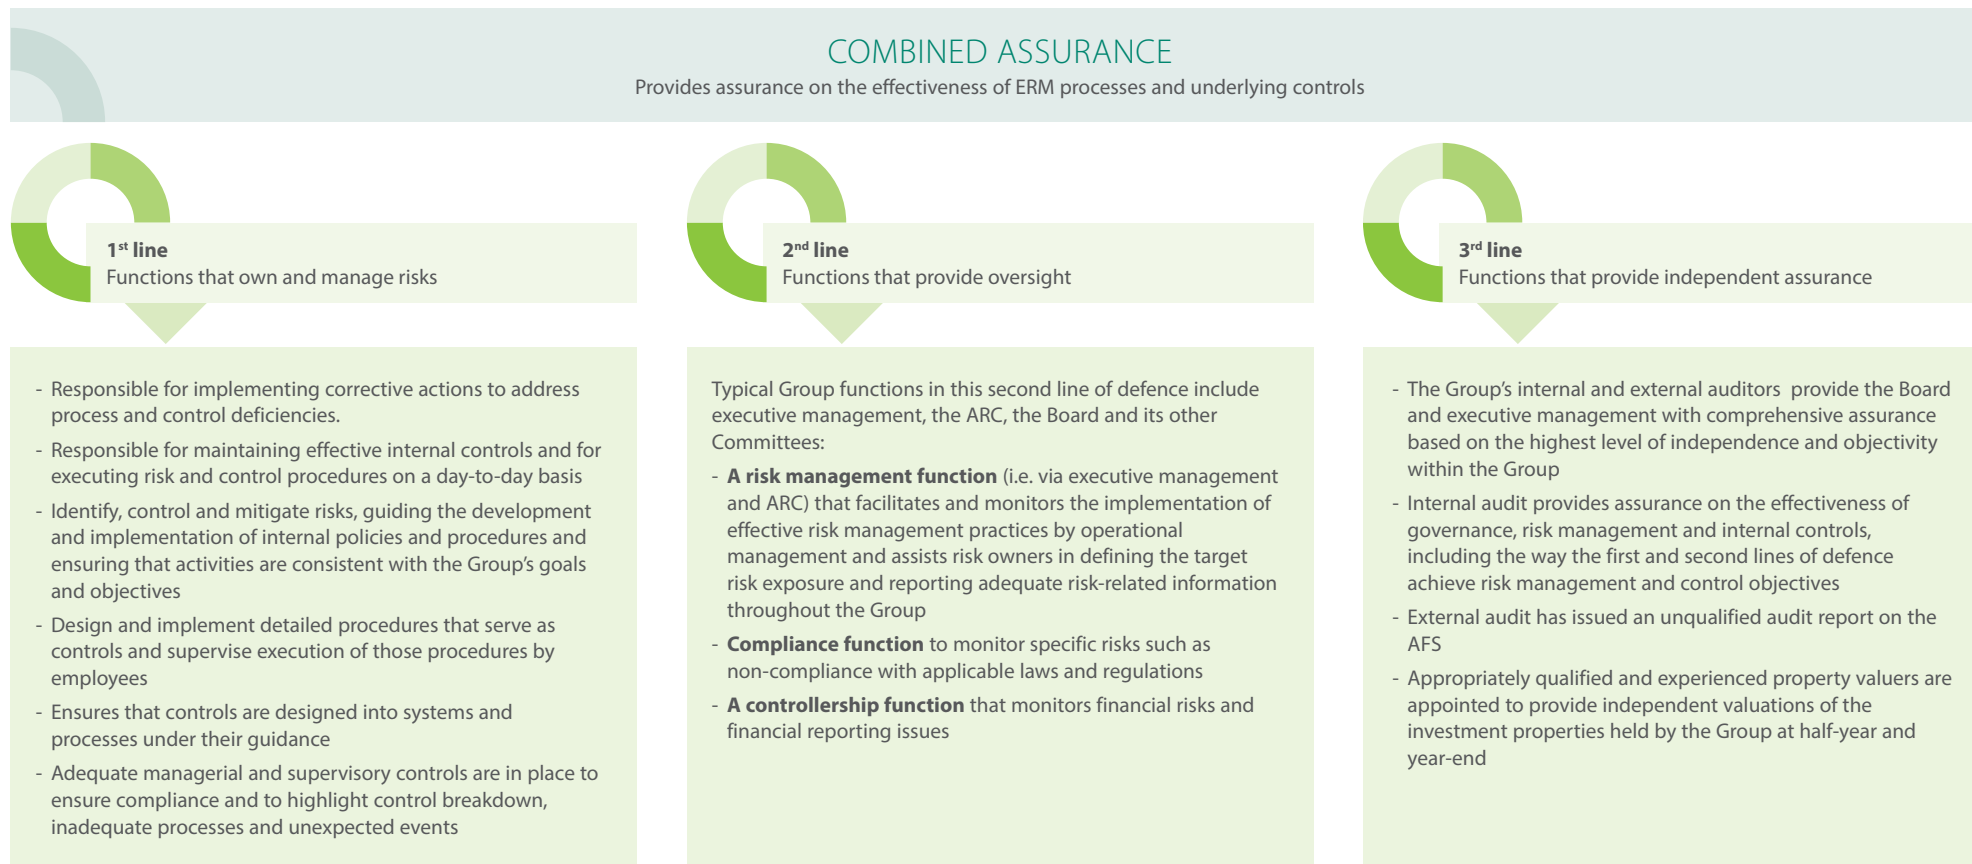 COMBINED ASSURANCE
Provides assurance on the effectiveness of ERM processes and underlying controls
1st line
Functions that own and manage risks
- Responsible for implementing corrective actions to address
process and control deficiencies.
- Responsible for maintaining effective internal controls and for
executing risk and control procedures on a day-to-day basis
- Identify, control and mitigate risks, guiding the development
and implementation of internal policies and procedures and
ensuring that activities are consistent with the Group’s goals
and objectives
- Design and implement detailed procedures that serve as
controls and supervise execution of those procedures by
employees
- Ensures that controls are designed into systems and
processes under their guidance
- Adequate managerial and supervisory controls are in place to
ensure compliance and to highlight control breakdown,
inadequate processes and unexpected events
2nd line
Functions that provide oversight
Typical Group functions in this second line of defence include
executive management, the ARC, the Board and its other
Committees:
- A risk management function (i.e. via executive management
and ARC) that facilitates and monitors the implementation of
effective risk management practices by operational
management and assists risk owners in defining the target
risk exposure and reporting adequate risk-related information
throughout the Group
- Compliance function to monitor specific risks such as
non-compliance with applicable laws and regulations
- A controllership function that monitors financial risks and
financial reporting issues
3rd line
Functions that provide independent assurance
- The Group’s internal and external auditors provide the Board
and executive management with comprehensive assurance
based on the highest level of independence and objectivity
within the Group
- Internal audit provides assurance on the effectiveness of
governance, risk management and internal controls,
including the way the first and second lines of defence
achieve risk management and control objectives
- External audit has issued an unqualified audit report on the
AFS
- Appropriately qualified and experienced property valuers are
appointed to provide independent valuations of the
investment properties held by the Group at half-year and
year-end